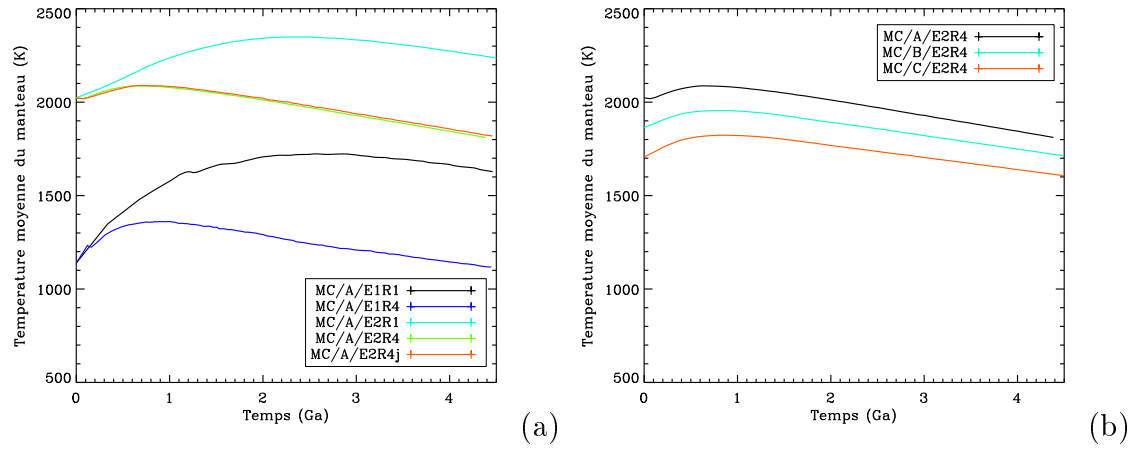 Temperature moyenne du manteau (K)
2500
2000
1500
1000
500
MC/A/E1R1
MC/A/E1R4
MC/A/E2R1
MC/A/E2R4
MC/A/E2R4j
0 1 2 3 4
Temps (Ga)
(a)
Temperature moyenne du manteau (K)
2500
2000
1500
1000
500
MC/A/E2R4
MC/B/E2R4
MC/C/E2R4
0 1 2 3 4
Temps (Ga)
(b)